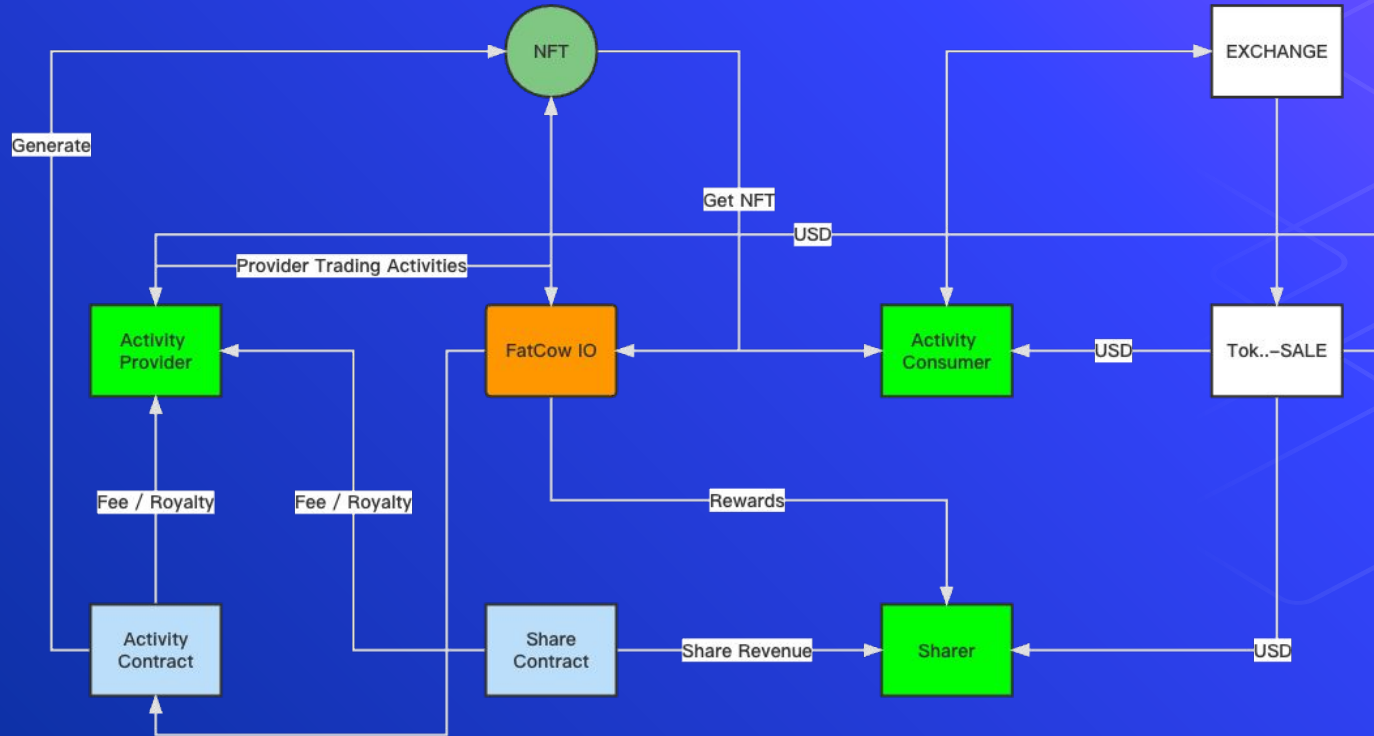 NFT
EXCHANGE
Generate
Get NFT
USD
Provider Trading Activities
Activity
Provider
FatCow IO
Activity
Consumer
USD
Tok..-SALE
Fee / Royalty
Fee / Royalty
Rewards
Activity
Contract
Share
Contract
Share Revenue
Sharer
USD